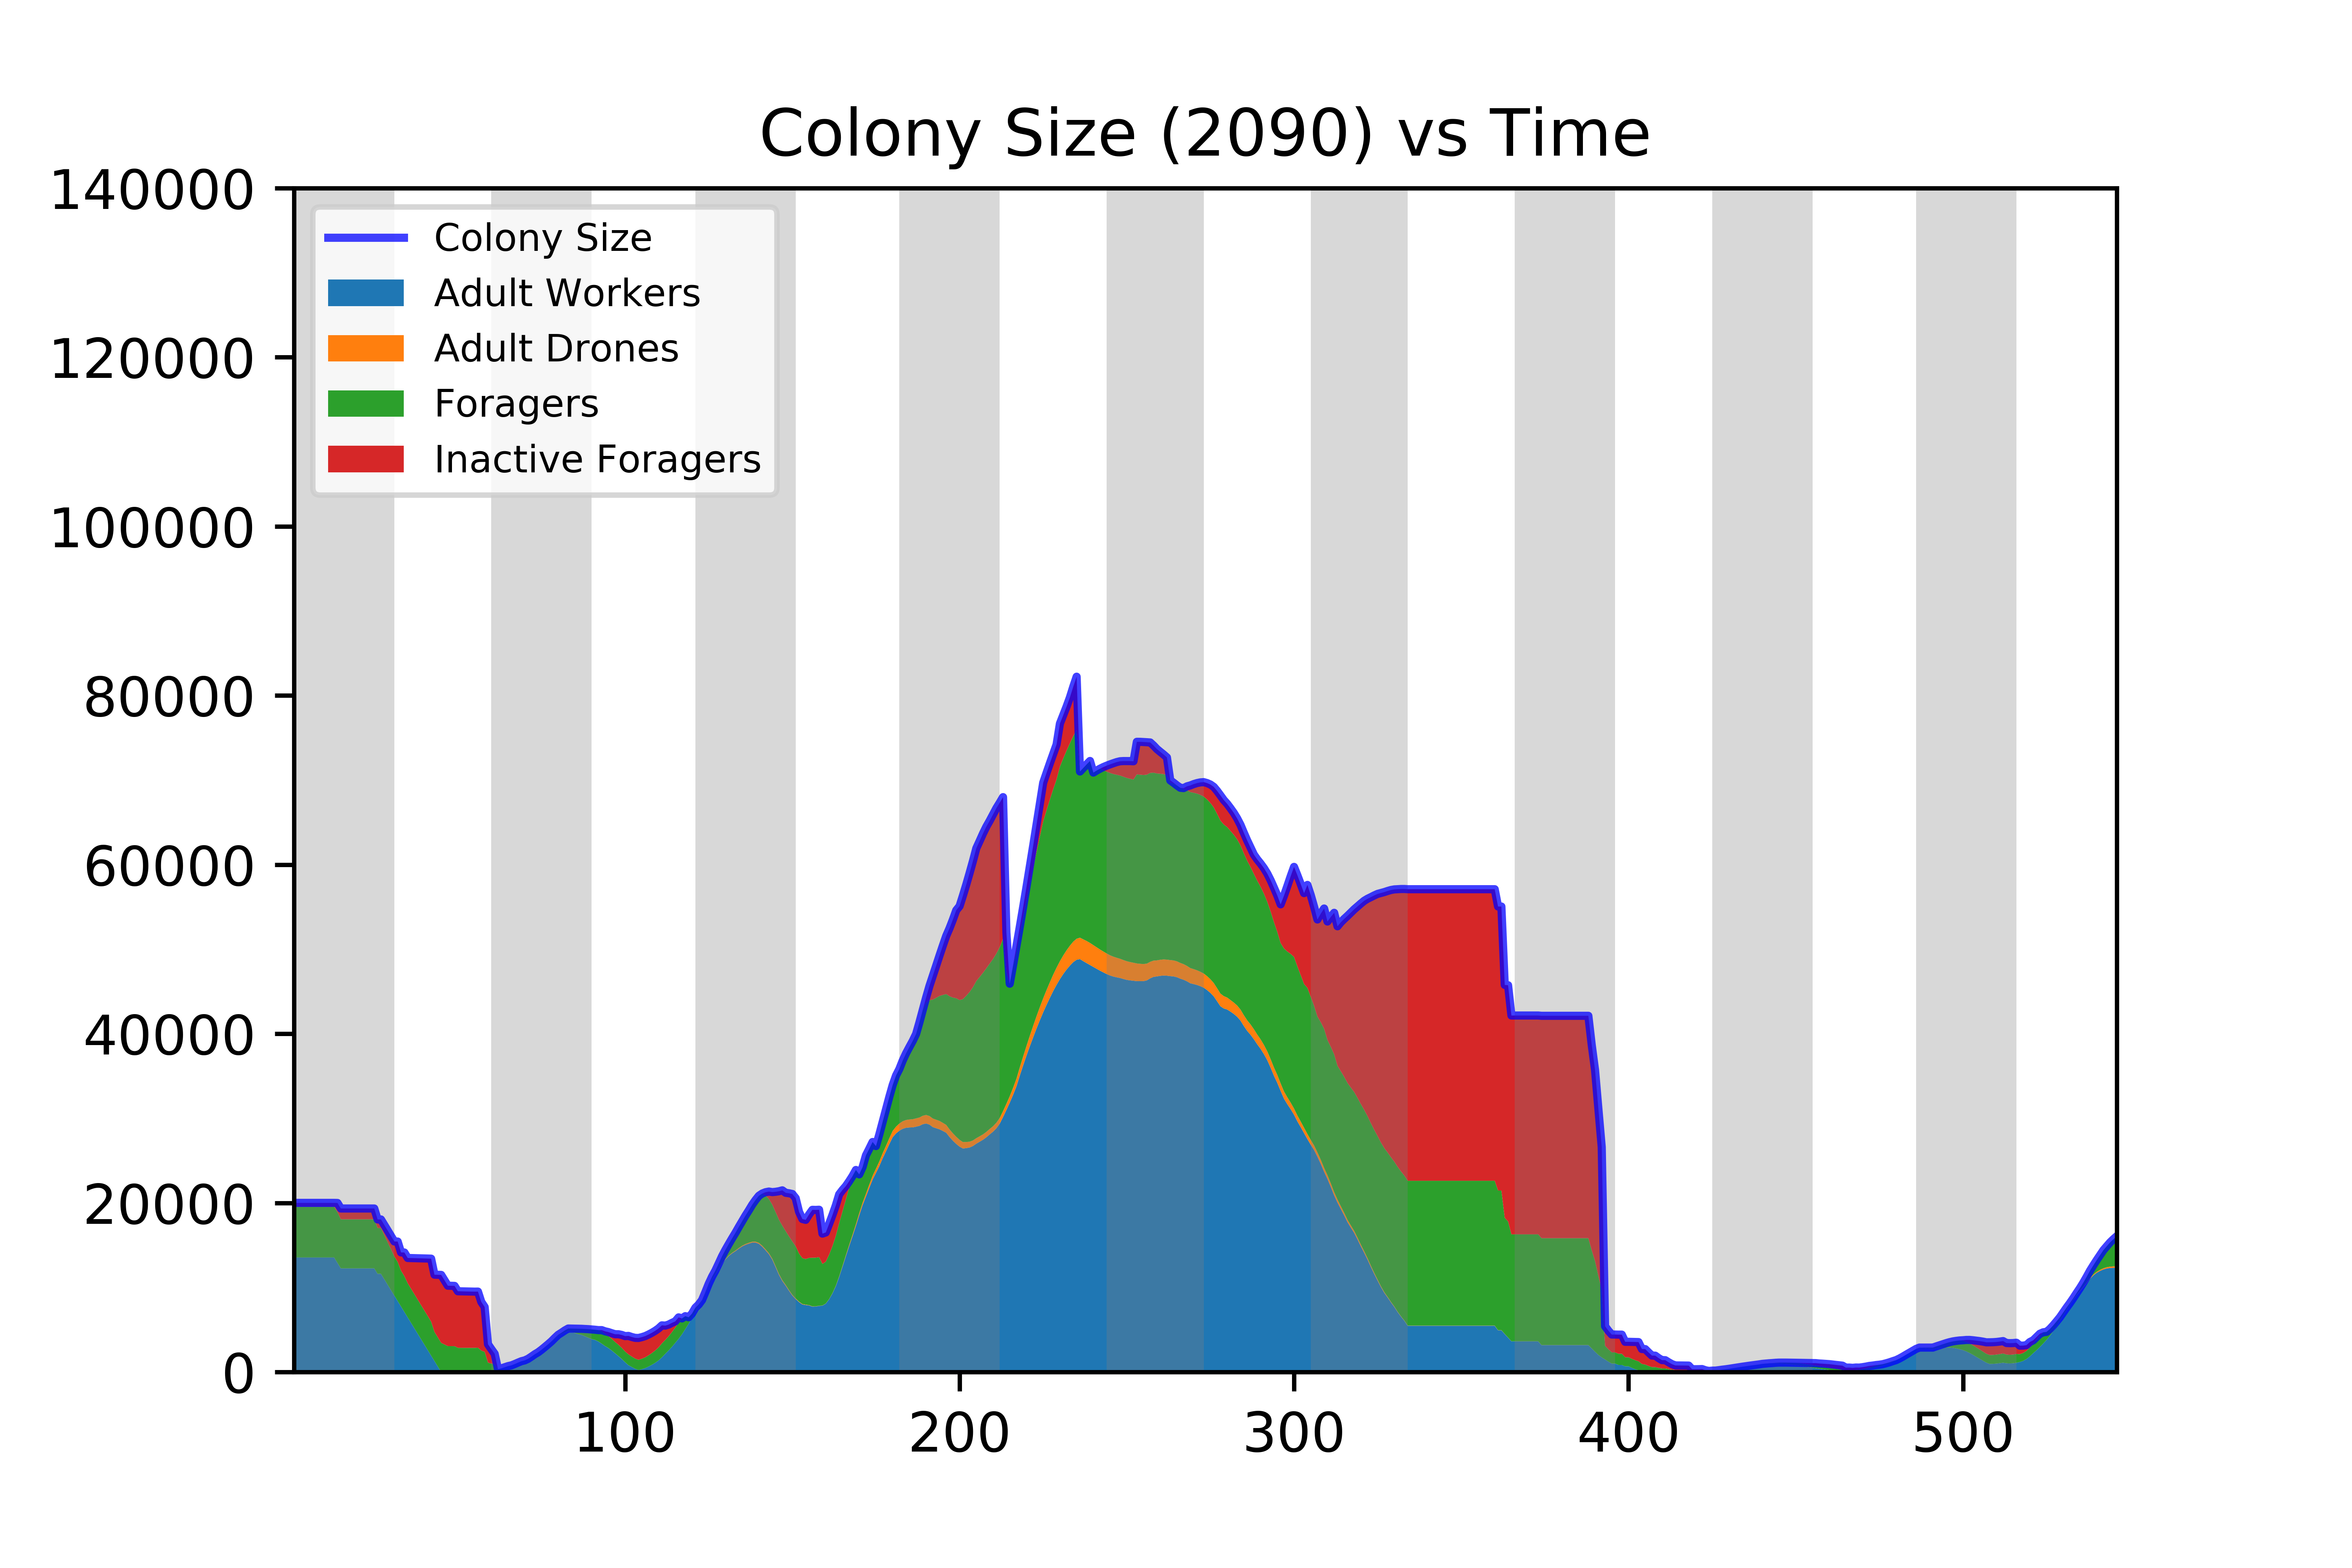 Colony Size (2090) vs Time
140000
120000
100000
80000
60000
40000
20000
0
Colony Size
Adult Workers
Adult Drones
Foragers
Inactive Foragers
100 200 300 400 500